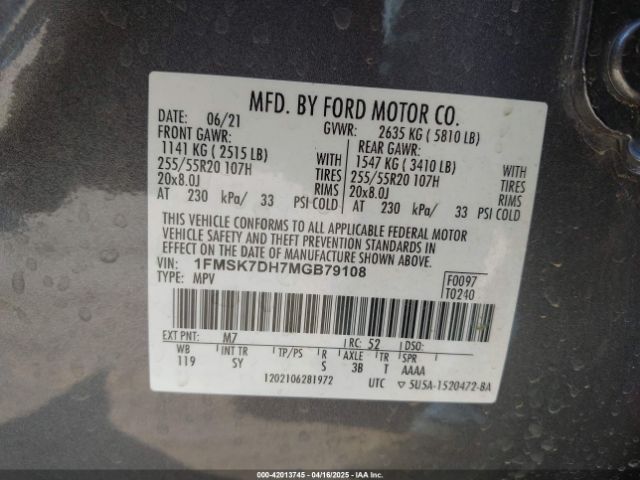 MFD. BY FORD MOTOR CO.
DATE: 06/21 GVWR: 2635 KG ( 5810 LB)
FRONT GAWR: REAR GAWR:
1141 KG ( 2515 LB) WITH 1547 KG ( 3410 LB) WITH
255/55R20 107H TIRES 255/55R20 107H TIRES
20x8.0J RIMS 20x8.0J RIMS
AT 230 kPa/ 33 PSI COLD AT 230 kPa/ 33 PSI COLD
THIS VEHICLE CONFORMS TO ALL APPLICABLE FEDERAL MOTOR
VEHICLE SAFETY AND THEFT PREVENTION STANDARDS IN
EFFECT ON THE DATE OF MANUFACTURE SHOWN ABOVE.
VIN: 1FMSK7DH7MGB79108 F0097
TYPE: MPV T0240
EXT PNT: M7 RC: 52 DSO:
WB INT TR TP/PS R AXLE TR SPR
119 SY S 3B T AAAA
1202106281972 UTC 5U5A-1520472-BA
00-42013745 - 04/16/2025 - IAA Inc.